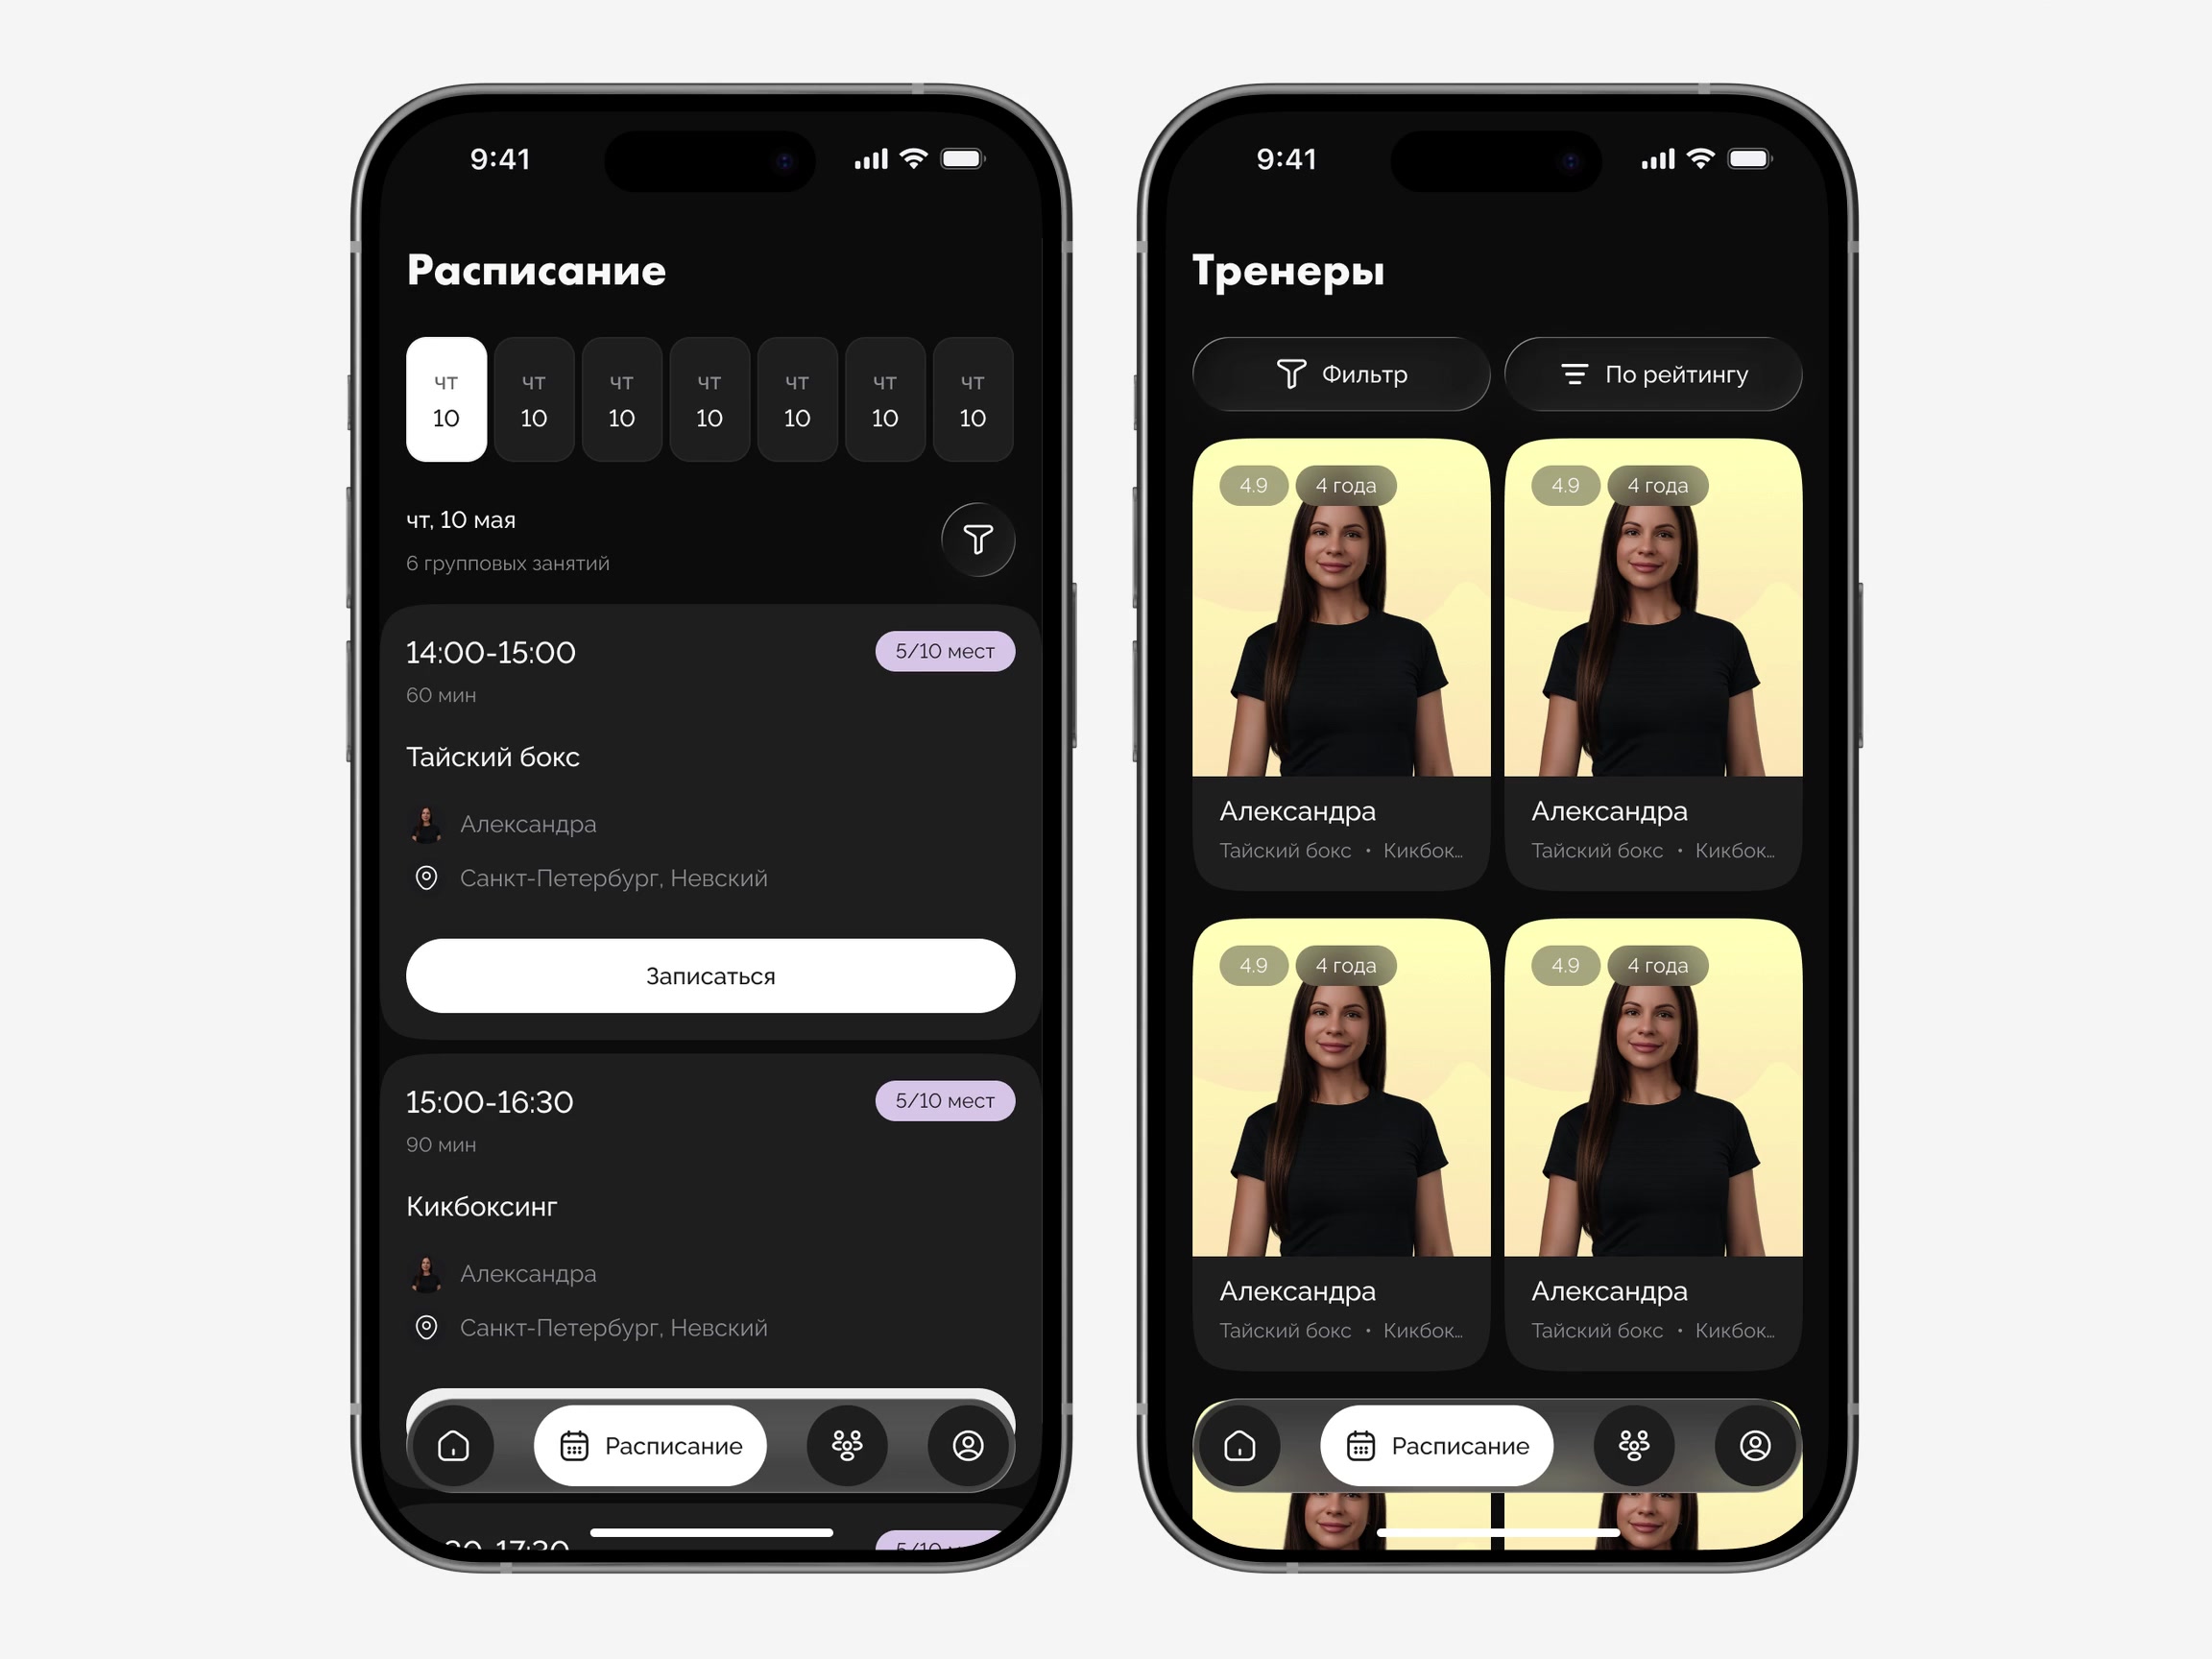 9:41
Расписание
чт чт чт чт чт чт чт
10 10 10 10 10 10 10
чт, 10 мая
6 групповых занятий
14:00-15:00 5/10 мест
60 мин
Тайский бокс
Александра
Санкт-Петербург, Невский
Записаться
15:00-16:30 5/10 мест
90 мин
Кикбоксинг
Александра
Санкт-Петербург, Невский
Расписание
9:41
Тренеры
Фильтр По рейтингу
4.9 4 года 4.9 4 года
Александра Александра
Тайский бокс • Кикбок... Тайский бокс • Кикбок...
4.9 4 года 4.9 4 года
Александра Александра
Тайский бокс • Кикбок... Тайский бокс • Кикбок...
Расписание